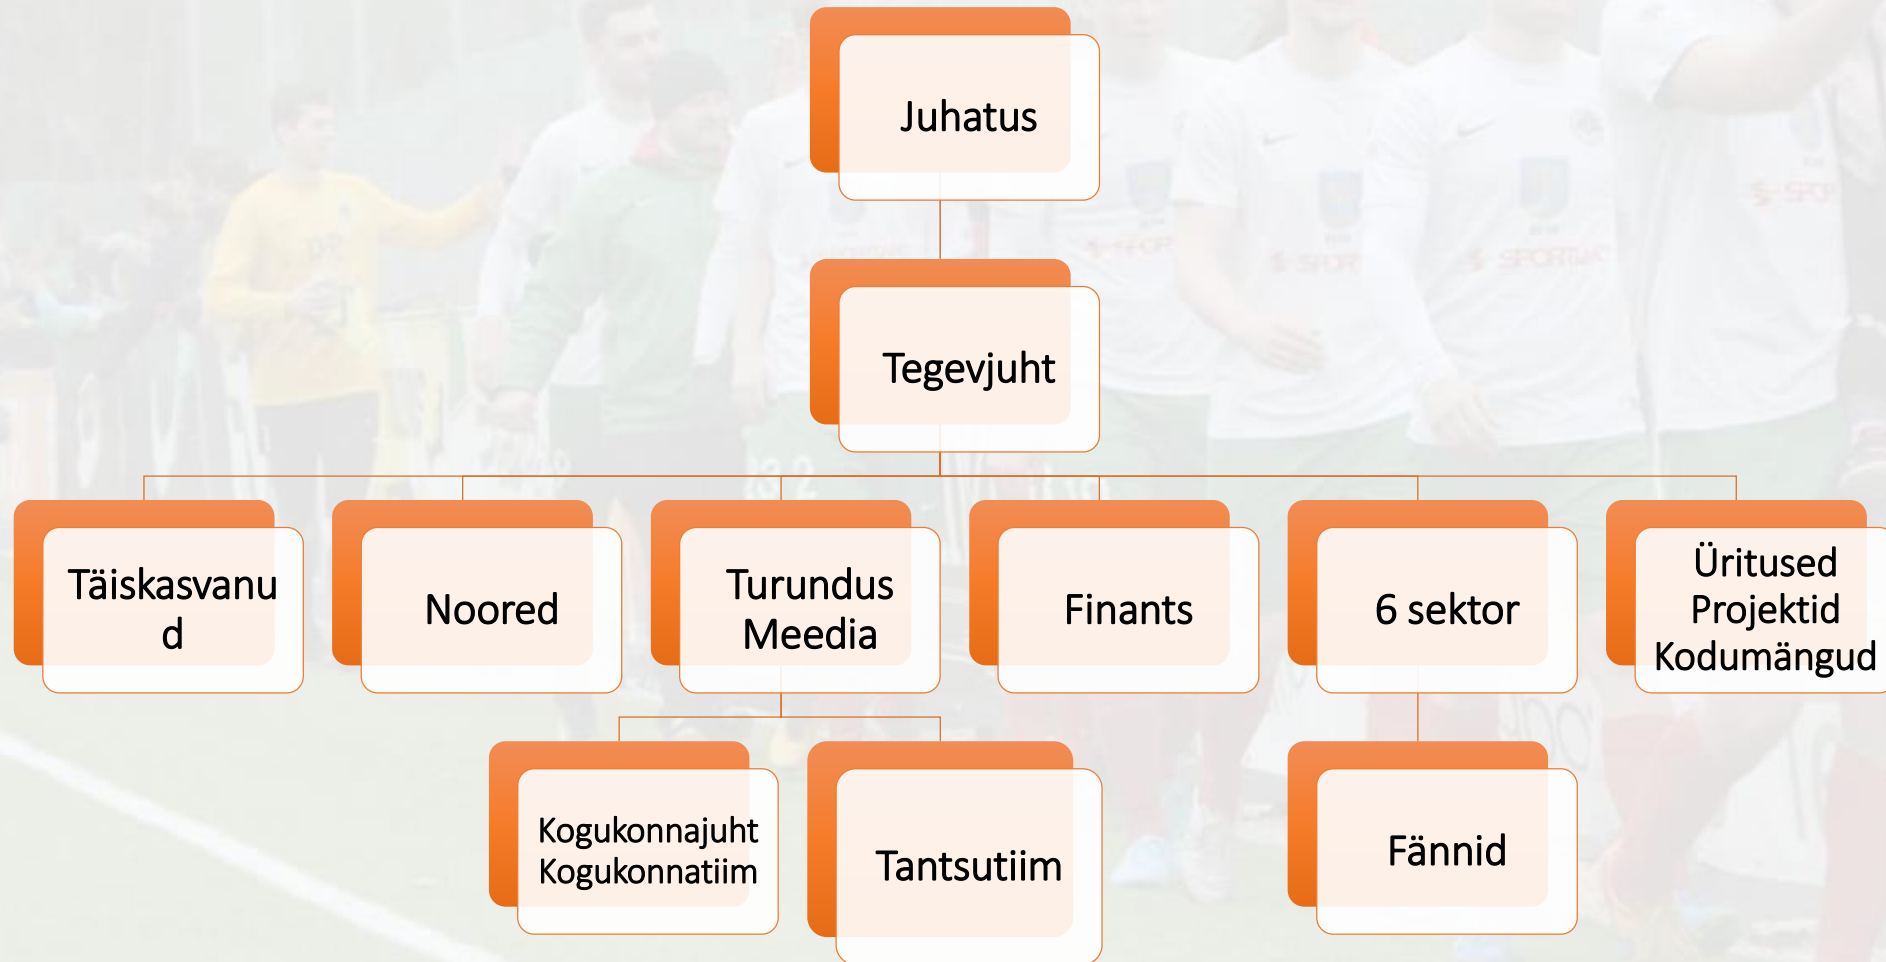 Juhatus
Tegevjuht
Täiskasvanu
d
Noored
Turundus
Meedia
Finants
6 sektor
Üritused
Projektid
Kodumängud
Kogukonnajuht
Kogukonnatiim
Tantsutiim
Fännid